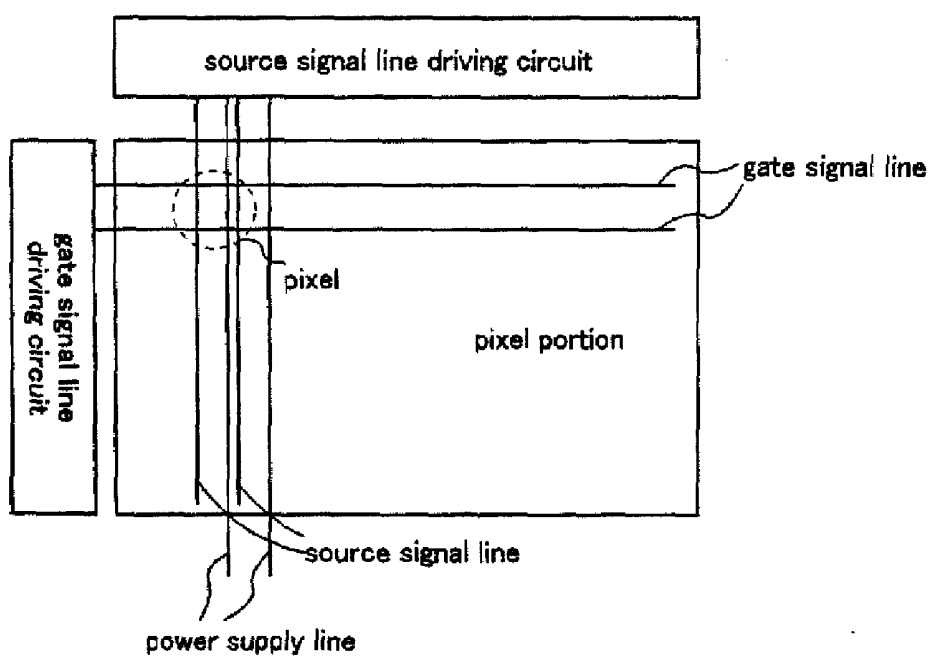 source signal line driving circuit
gate signal line
gate signal line
driving circuit
pixel
pixel portion
source signal line
power supply line